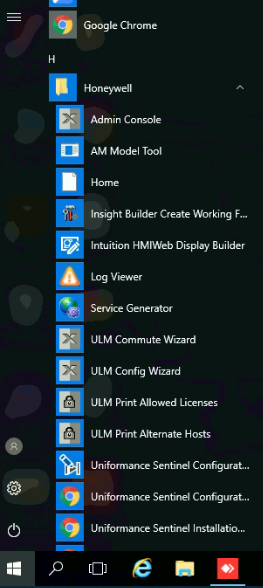 Google Chrome
H
Honeywell
Admin Console
AM Model Tool
Home
Insight Builder Create Working F...
Intuition HMIWeb Display Builder
Log Viewer
Service Generator
ULM Commute Wizard
ULM Config Wizard
ULM Print Allowed Licenses
ULM Print Alternate Hosts
Uniformance Sentinel Configurat...
Uniformance Sentinel Configurat...
Uniformance Sentinel Installatio...